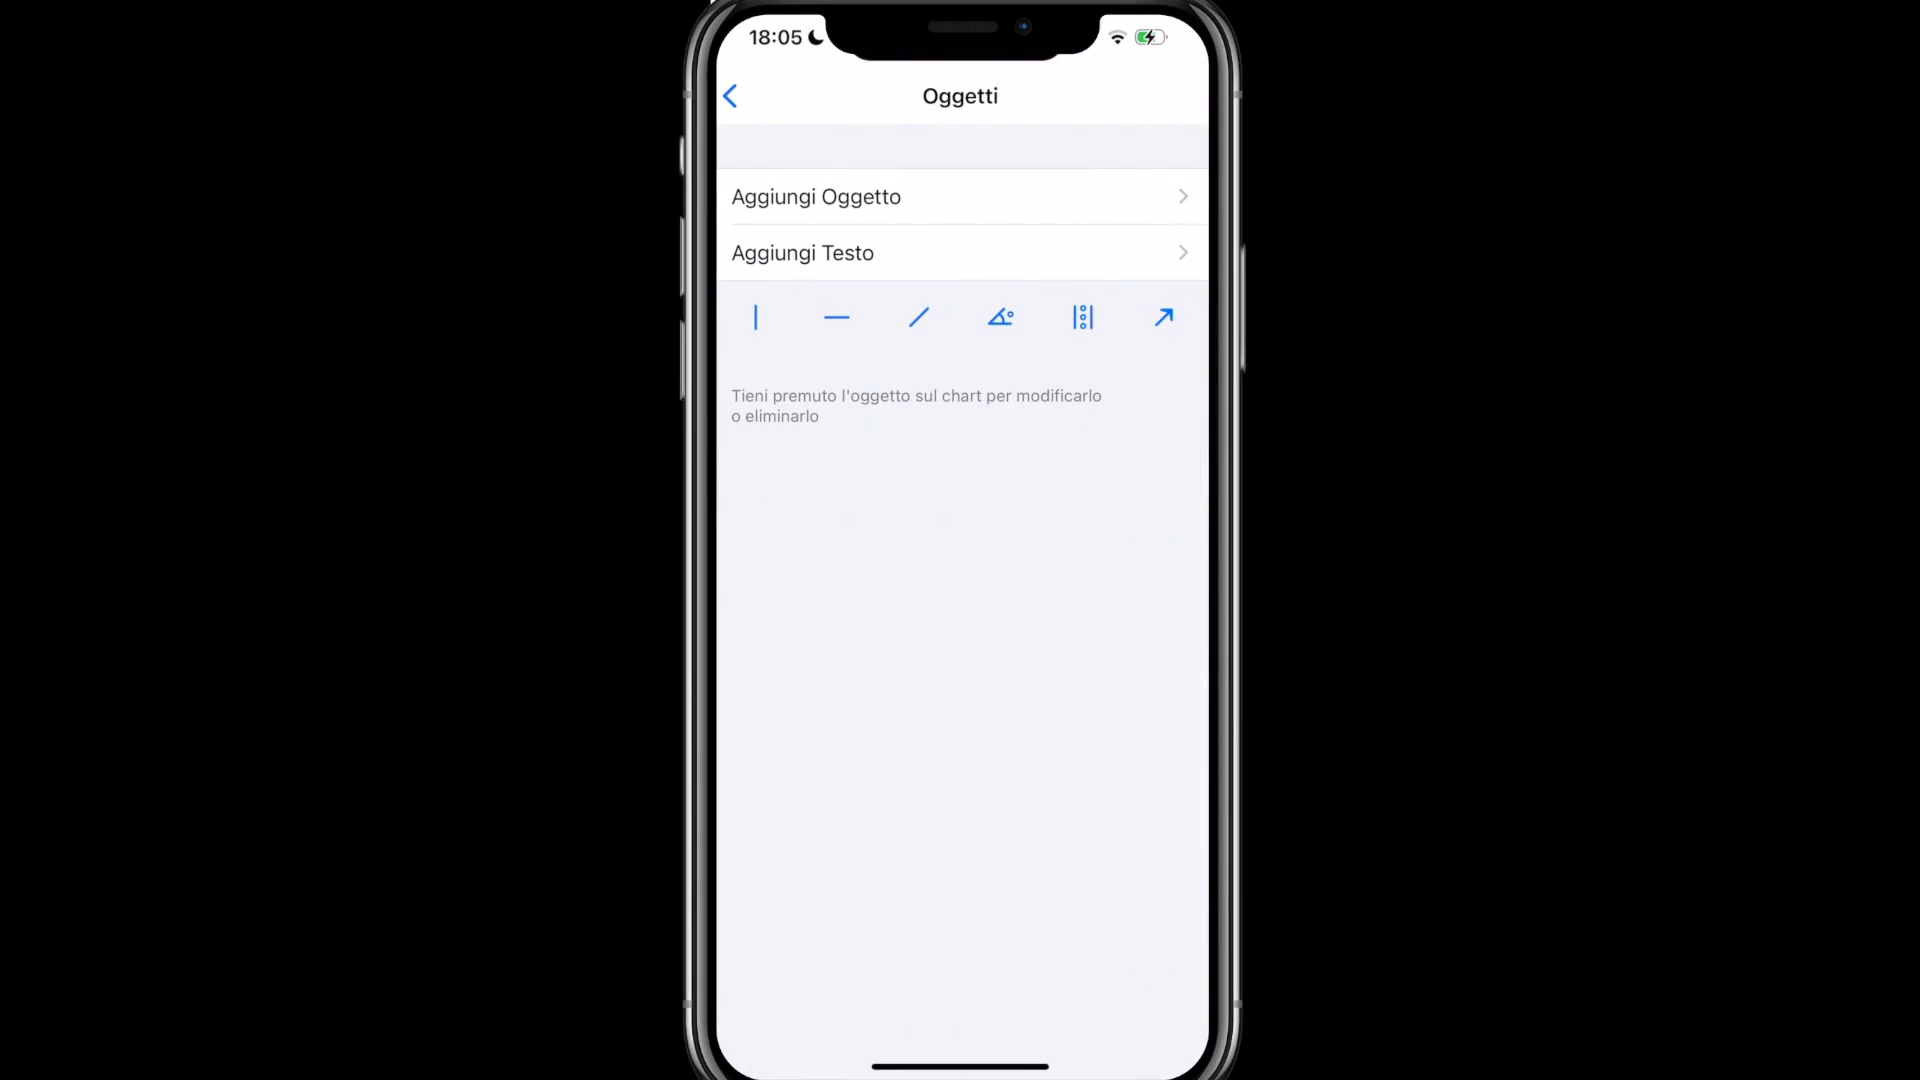 18:05
Oggetti
Aggiungi Oggetto
Aggiungi Testo
Tieni premuto l'oggetto sul chart per modificarlo
o eliminarlo